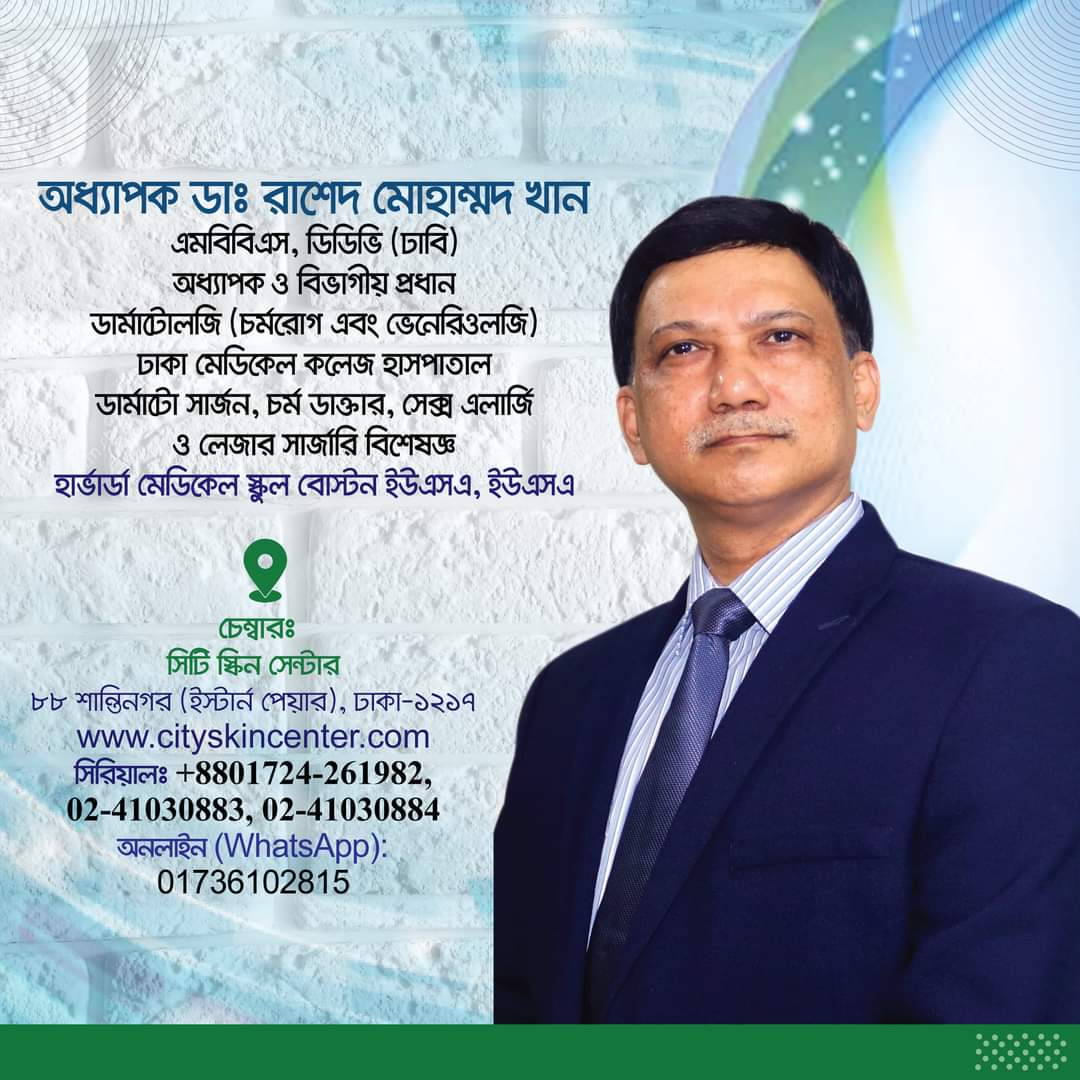 অধ্যাপক ডাঃ রাশেদ মোহাম্মদ খান
এমবিবিএস, ডিডিভি (ঢাবি)
অধ্যাপক ও বিভাগীয় প্রধান
ডার্মাটোলজি (চর্মরোগ এবং ভেনেরিওলজি)
ঢাকা মেডিকেল কলেজ হাসপাতাল
ডার্মাটো সার্জন, চর্ম ডাক্তার, সেক্স এলার্জি
ও লেজার সার্জারি বিশেষজ্ঞ
হার্ভার্ডা মেডিকেল স্কুল বোস্টন ইউএসএ, ইউএসএ
চেম্বারঃ
সিটি স্কিন সেন্টার
৮৮ শান্তিনগর (ইস্টার্ন পেয়ার), ঢাকা-১২১৭
www.cityskincenter.com
সিরিয়ালঃ +8801724-261982,
02-41030883, 02-41030884
অনলাইন (WhatsApp):
01736102815